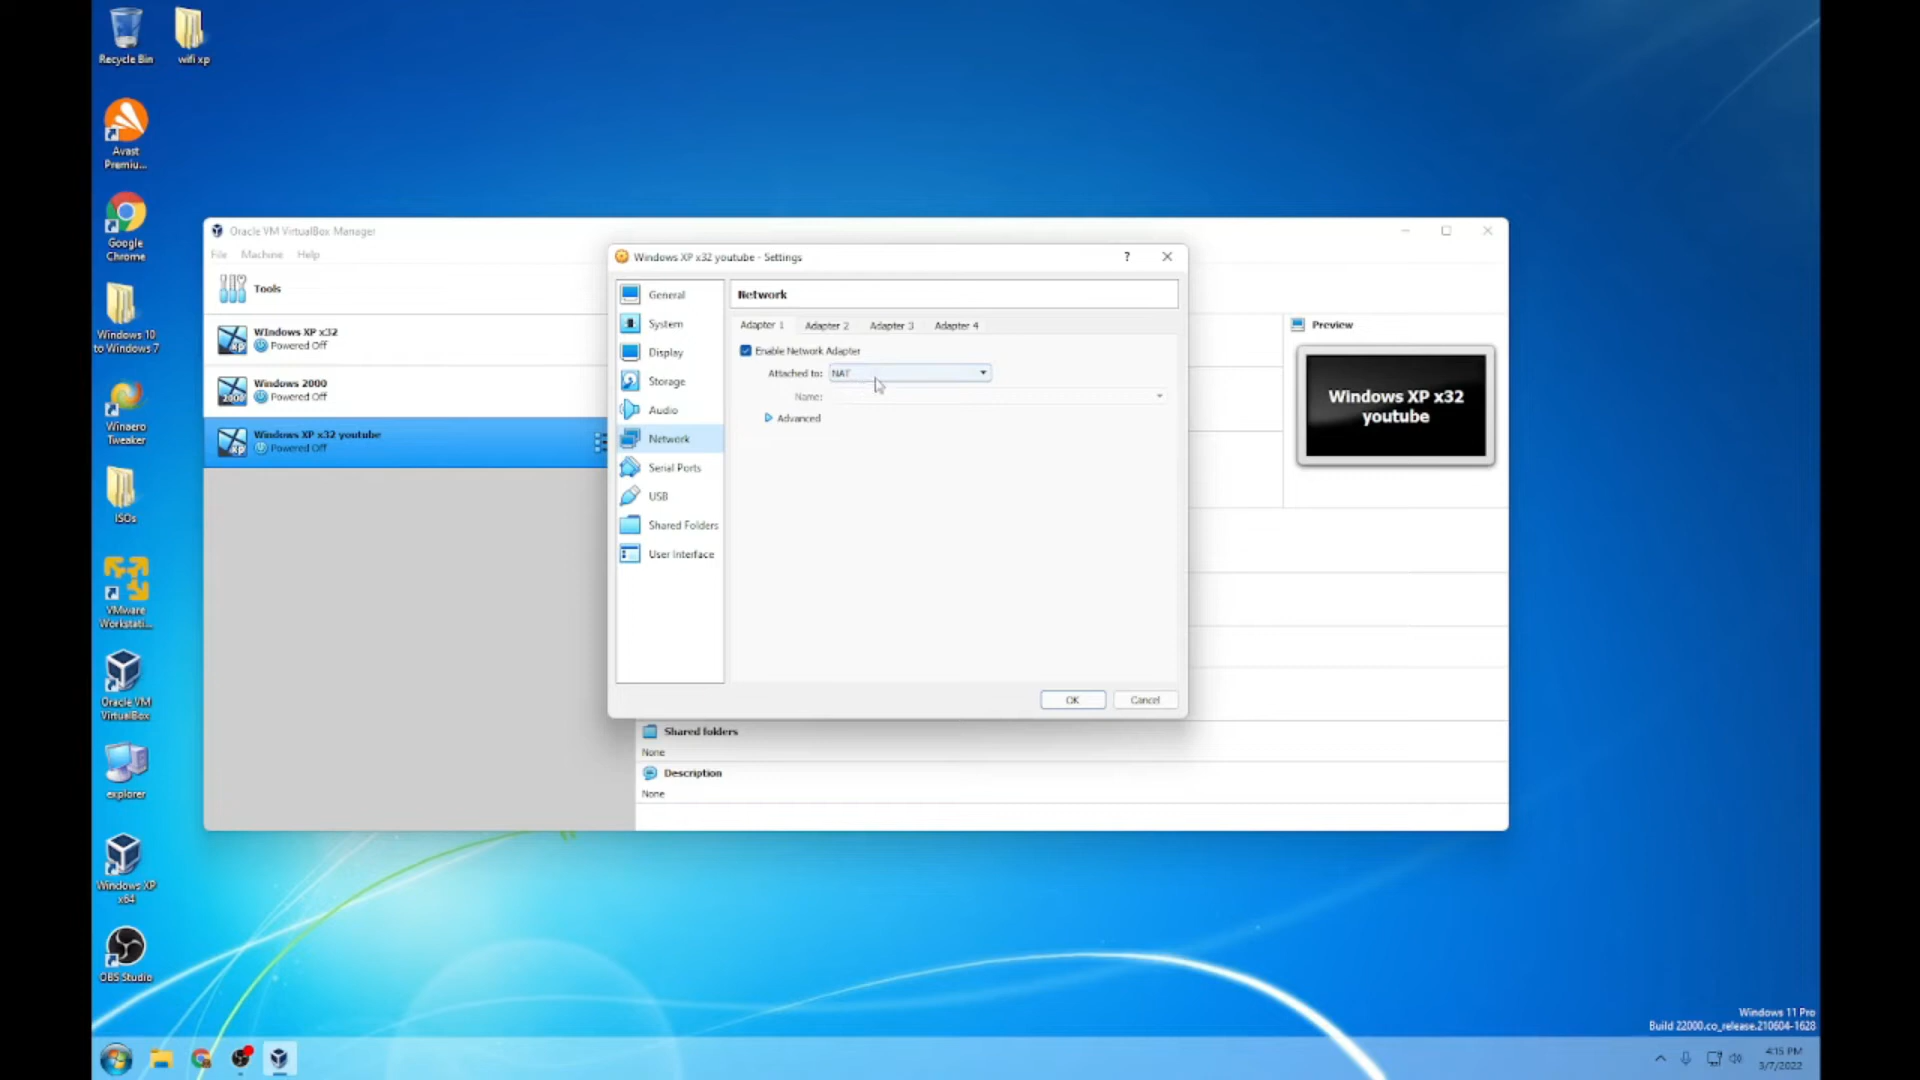 Recycle Bin
wifi xp
Avast
Premiu...
Google
Chrome
Windows 10
to Windows 7
Winaero
Tweaker
ISOs
VMware
Workstati...
Oracle VM
VirtualBox
explorer
Windows XP
x64
OBS Studio
Oracle VM VirtualBox Manager
File Machine Help
Tools
WIndows XP x32
Powered Off
Windows 2000
Powered Off
Windows XP x32 youtube
Powered Off
Windows XP x32 youtube - Settings
?
General
System
Display
Storage
Audio
Network
Serial Ports
USB
Shared Folders
User Interface
Network
Adapter 1 Adapter 2 Adapter 3 Adapter 4
Enable Network Adapter
Attached to: NAT
Name:
Advanced
OK Cancel
Preview
Windows XP x32
youtube
Shared folders
None
Description
None
Windows 11 Pro
Build 22000.co_release.210604-1628
4:15 PM
3/7/2022